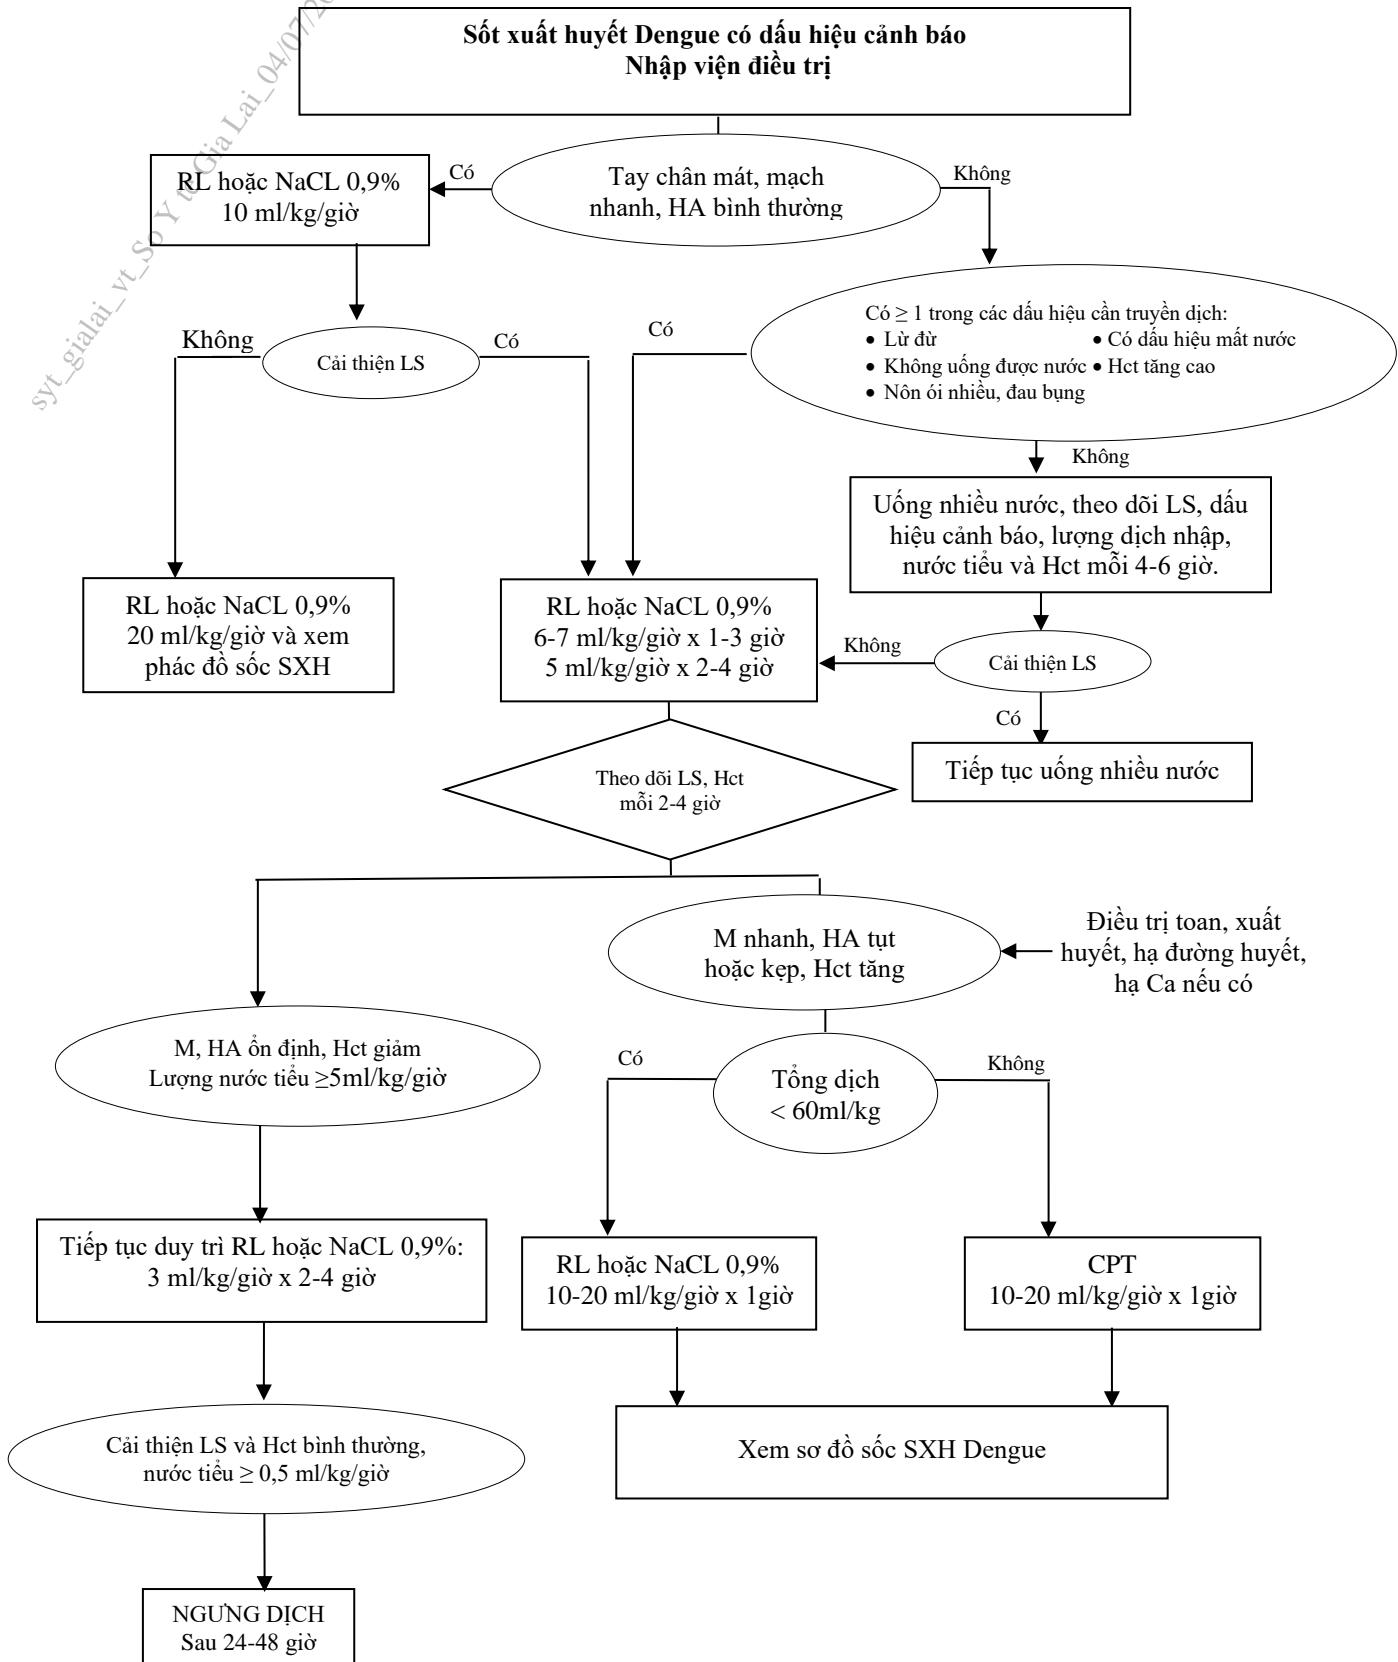 Sốt xuất huyết Dengue có dấu hiệu cảnh báo
Nhập viện điều trị
syt_gialai_vt_So Y te Gia Lai_04/07/20
Tay chân mát, mạch
nhanh, HA bình thường
Có
Không
RL hoặc NaCL 0,9%
10 ml/kg/giờ
Có ≥ 1 trong các dấu hiệu cần truyền dịch:
• Lừ đừ • Có dấu hiệu mất nước
• Không uống được nước • Hct tăng cao
• Nôn ói nhiều, đau bụng
Không
Cải thiện LS
Có
Có
Không
Uống nhiều nước, theo dõi LS, dấu
hiệu cảnh báo, lượng dịch nhập,
nước tiểu và Hct mỗi 4-6 giờ.
RL hoặc NaCL 0,9%
20 ml/kg/giờ và xem
phác đồ sốc SXH
RL hoặc NaCL 0,9%
6-7 ml/kg/giờ x 1-3 giờ
5 ml/kg/giờ x 2-4 giờ
Không
Cải thiện LS
Có
Tiếp tục uống nhiều nước
Theo dõi LS, Hct
mỗi 2-4 giờ
M nhanh, HA tụt
hoặc kẹp, Hct tăng
Điều trị toan, xuất
huyết, hạ đường huyết,
hạ Ca nếu có
M, HA ổn định, Hct giảm
Lượng nước tiểu ≥5ml/kg/giờ
Có
Tổng dịch
< 60ml/kg
Không
Tiếp tục duy trì RL hoặc NaCL 0,9%:
3 ml/kg/giờ x 2-4 giờ
RL hoặc NaCL 0,9%
10-20 ml/kg/giờ x 1giờ
CPT
10-20 ml/kg/giờ x 1giờ
Cải thiện LS và Hct bình thường,
nước tiểu ≥ 0,5 ml/kg/giờ
Xem sơ đồ sốc SXH Dengue
NGƯNG DỊCH
Sau 24-48 giờ